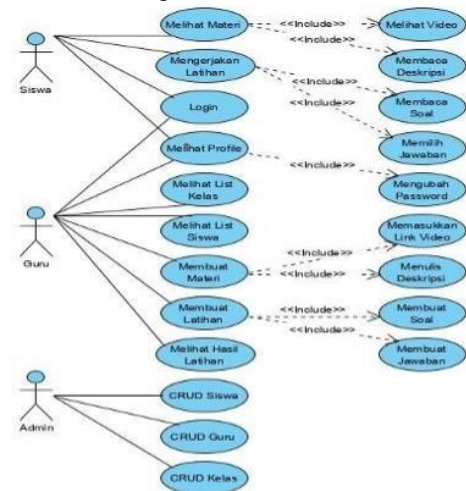 Melihat Materi
<<Include>>
Melihat Video
<<Include>>
Membaca
Deskripsi
Siswa
Mengerjakan
Latihan
<<Include>>
Membaca
Soal
Login
<<Include>>
Memilih
Jawaban
Melihat Profile
<<Include>>
Mengubah
Password
Melihat List
Kelas
Melihat List
Siswa
Memasukkan
Link Video
Guru
Membuat
Materi
<<Include>>
<<Include>>
Menulis
Deskripsi
Membuat
Latihan
<<Include>>
Membuat
Soal
<<Include>>
Membuat
Jawaban
Melihat Hasil
Latihan
Admin
CRUD Siswa
CRUD Guru
CRUD Kelas